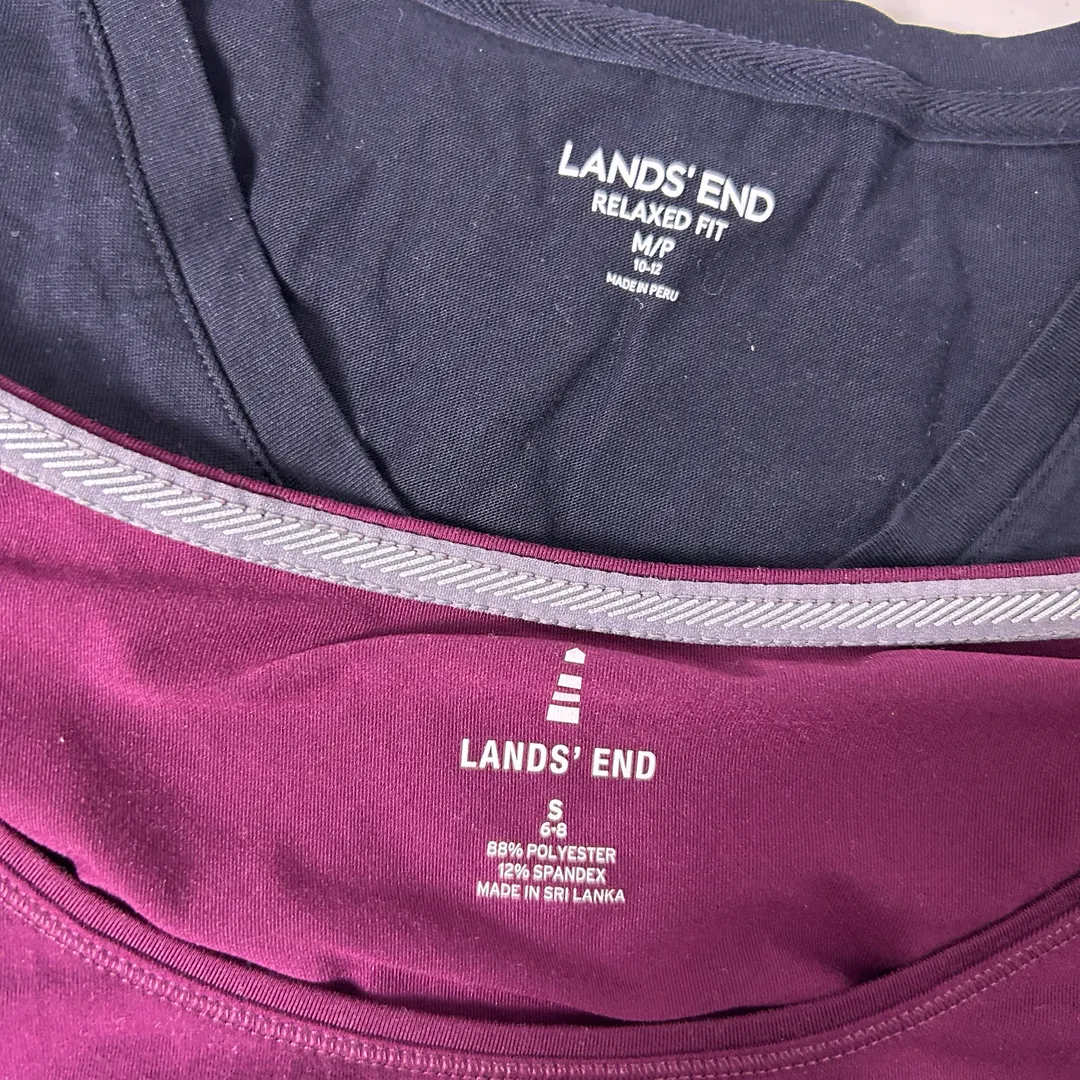 LANDS' END
RELAXED FIT
M/P
10-12
MADE IN PERU
LANDS’ END
S
6-8
88% POLYESTER
12% SPANDEX
MADE IN SRI LANKA